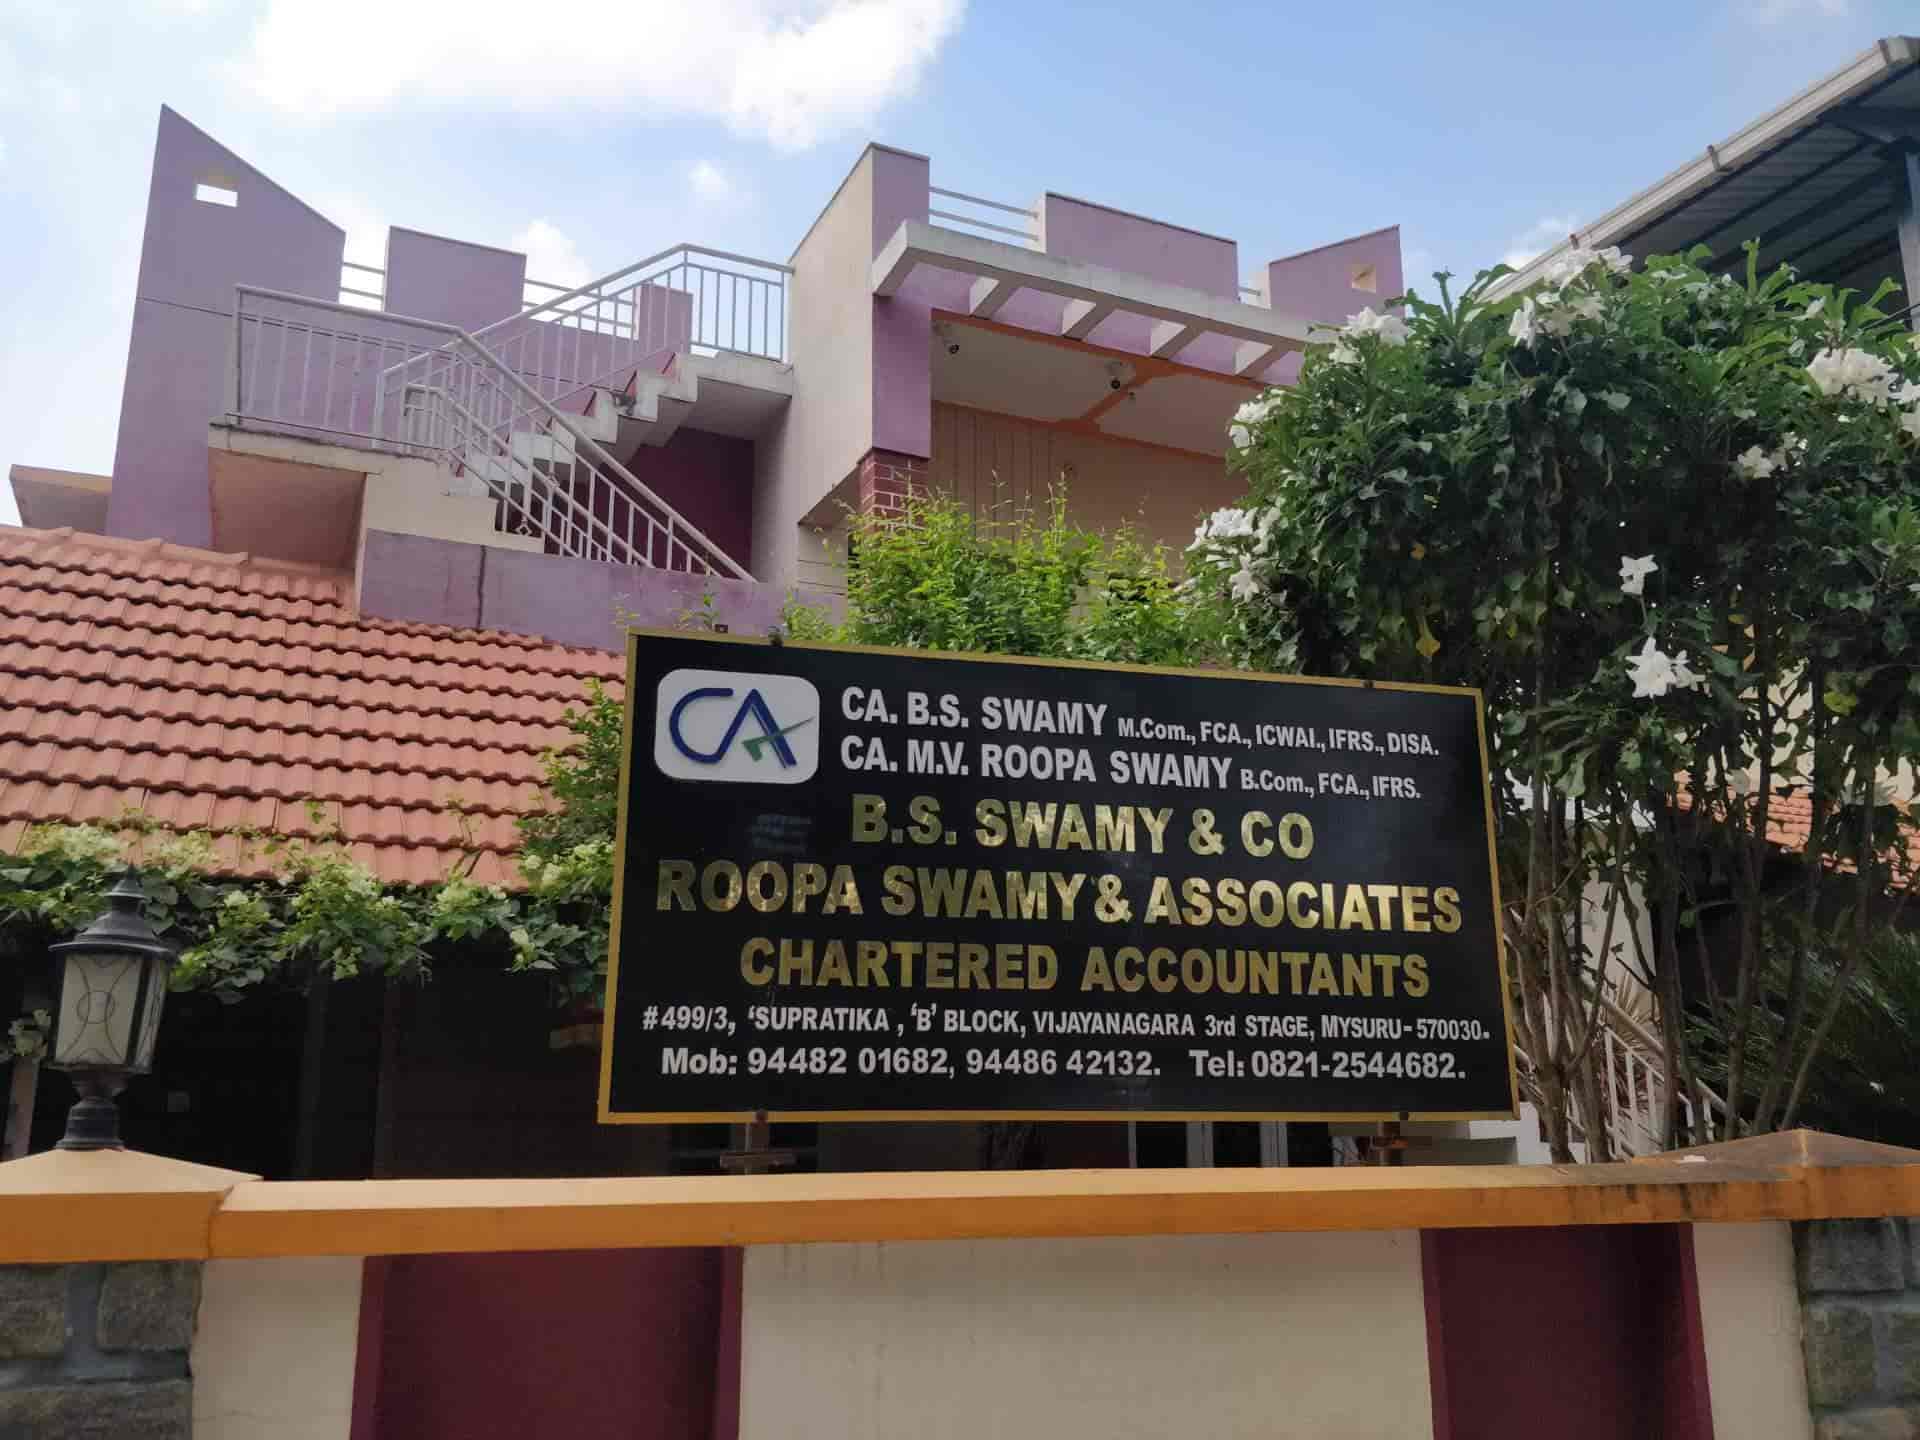 CA
CA. B.S. SWAMY M.Com., FCA., ICWAI., IFRS., DISA.
CA. M.V. ROOPA SWAMY B.Com., FCA., IFRS.
B.S. SWAMY & CO
ROOPA SWAMY & ASSOCIATES
CHARTERED ACCOUNTANTS
#499/3, 'SUPRATIKA, 'B' BLOCK, VIJAYANAGARA 3rd STAGE, MYSURU-570030.
Mob: 94482 01682, 94486 42132. Tel: 0821-2544682.